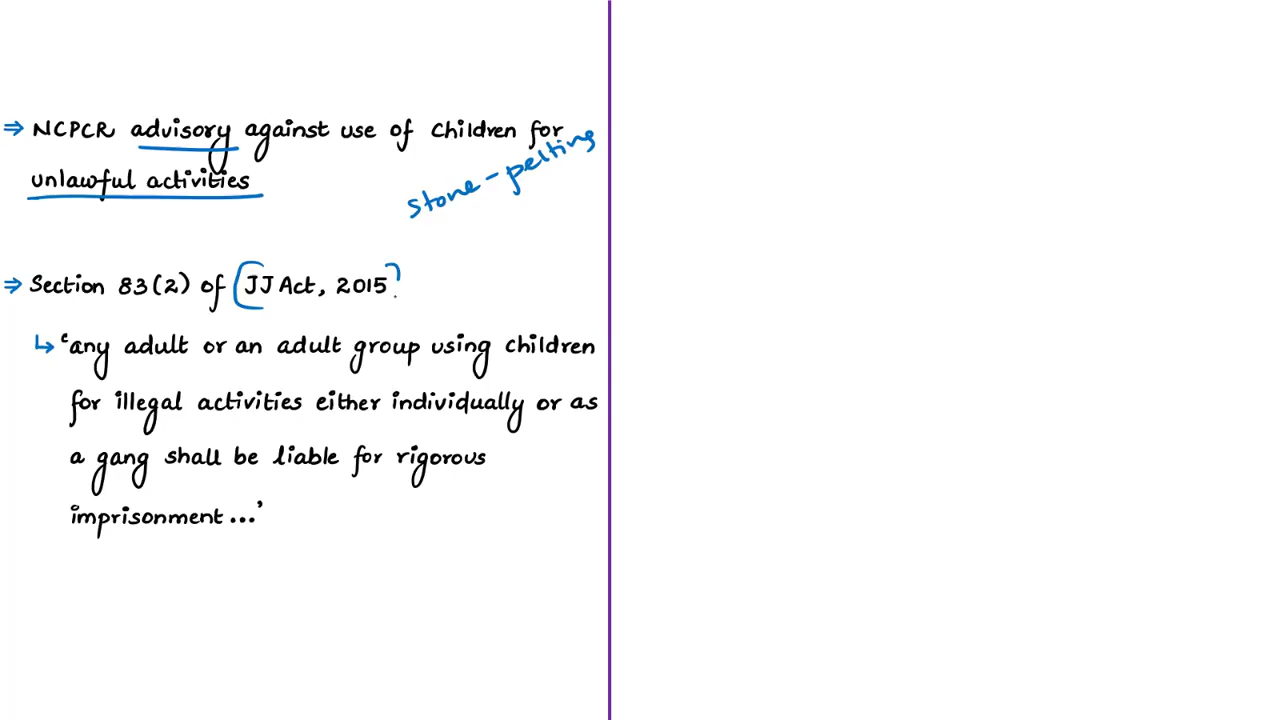 ⇒ NCPCR advisory against use of children for
unlawful activities
stone-pelting
⇒ Section 83(2) of [JJ Act, 2015]
↳ 'any adult or an adult group using children
for illegal activities either individually or as
a gang shall be liable for rigorous
imprisonment...'